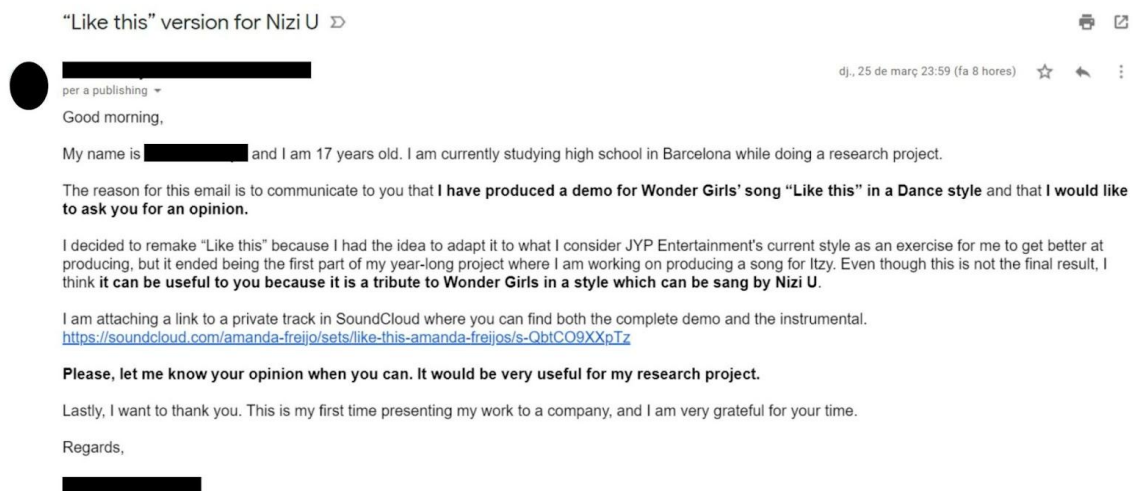 “Like this” version for Nizi U
dj., 25 de març 23:59 (fa 8 hores)
per a publishing
Good morning,
My name is and I am 17 years old. I am currently studying high school in Barcelona while doing a research project.
The reason for this email is to communicate to you that I have produced a demo for Wonder Girls’ song “Like this” in a Dance style and that I would like
to ask you for an opinion.
I decided to remake “Like this” because I had the idea to adapt it to what I consider JYP Entertainment's current style as an exercise for me to get better at
producing, but it ended being the first part of my year-long project where I am working on producing a song for Itzy. Even though this is not the final result, I
think it can be useful to you because it is a tribute to Wonder Girls in a style which can be sang by Nizi U.
I am attaching a link to a private track in SoundCloud where you can find both the complete demo and the instrumental.
https://soundcloud.com/amanda-freijo/sets/like-this-amanda-freijos/s-QbtCO9XXpTz
Please, let me know your opinion when you can. It would be very useful for my research project.
Lastly, I want to thank you. This is my first time presenting my work to a company, and I am very grateful for your time.
Regards,